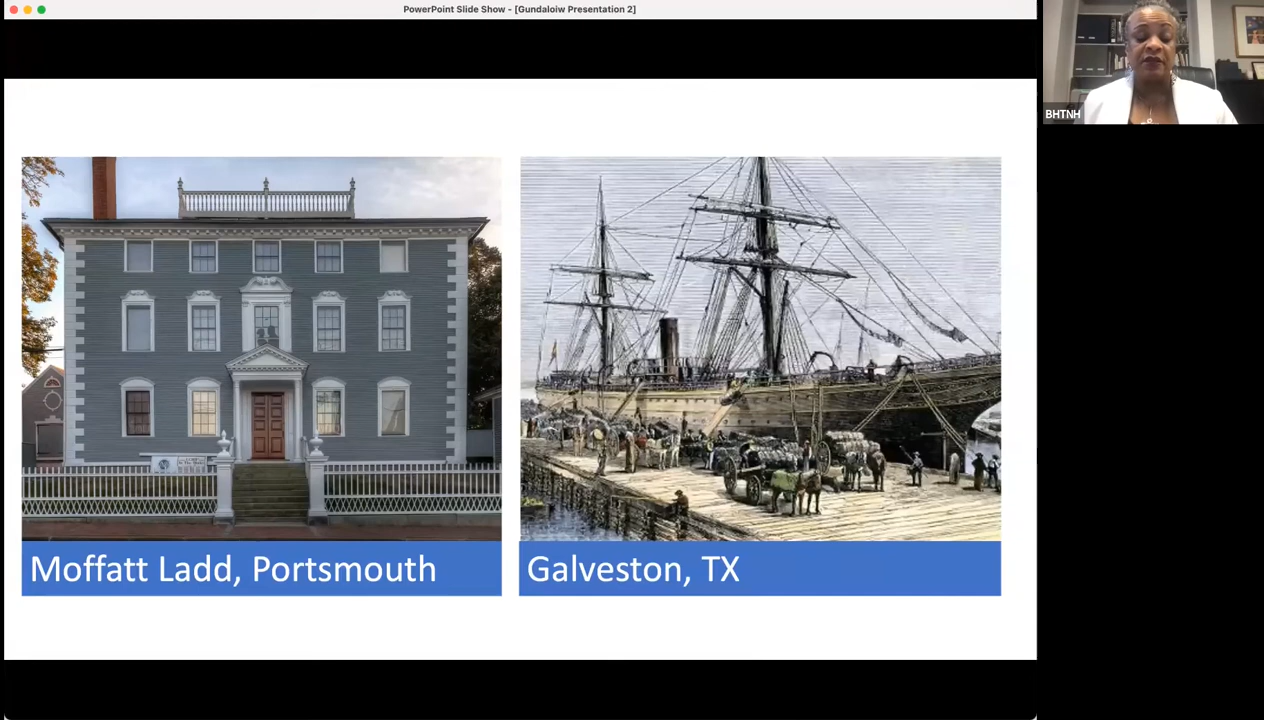 PowerPoint Slide Show - [Gundaloiw Presentation 2]
BHTNH
Moffatt Ladd, Portsmouth
Galveston, TX